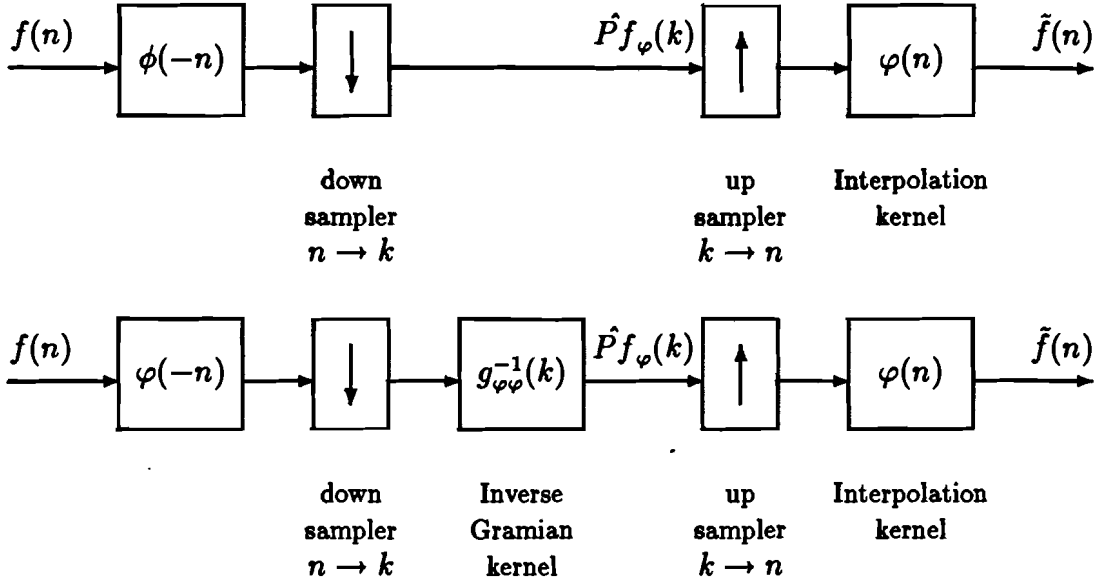 f(n) ϕ(−n) ↓ P̂f_φ(k) ↑ φ(n) f̃(n)
down up Interpolation
sampler sampler kernel
n → k k → n
f(n) φ(−n) ↓ g_φφ^−1(k) P̂f_φ(k) ↑ φ(n) f̃(n)
down Inverse up Interpolation
sampler Gramian sampler kernel
n → k kernel k → n